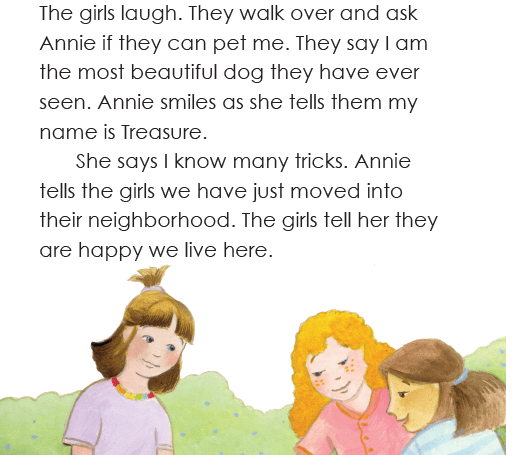 The girls laugh. They walk over and ask
Annie if they can pet me. They say I am
the most beautiful dog they have ever
seen. Annie smiles as she tells them my
name is Treasure.
She says I know many tricks. Annie
tells the girls we have just moved into
their neighborhood. The girls tell her they
are happy we live here.